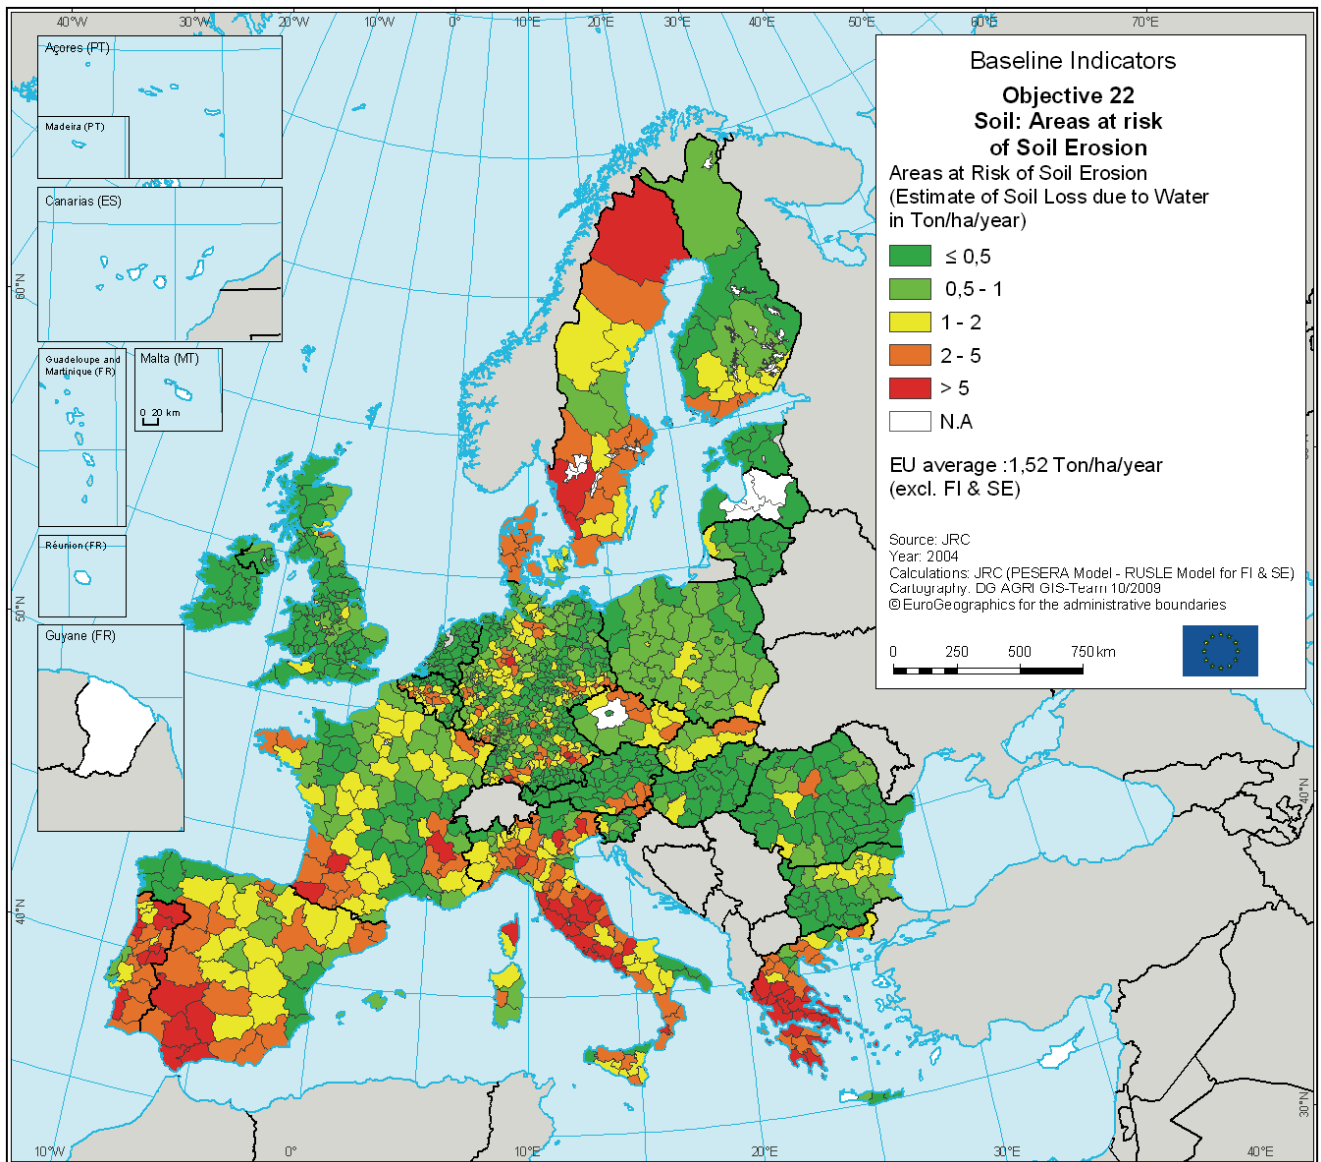 40°W 30°W 20°W 10°W 0° 10°E 20°E 30°E 40°E 50°E 60°E 70°E
Açores (PT)
Madeira (PT)
Canarias (ES)
Guadeloupe and
Martinique (FR)
Malta (MT)
0 20 km
Réunion (FR)
Guyane (FR)
Baseline Indicators
Objective 22
Soil: Areas at risk
of Soil Erosion
Areas at Risk of Soil Erosion
(Estimate of Soil Loss due to Water
in Ton/ha/year)
≤ 0,5
0,5 - 1
1 - 2
2 - 5
> 5
N.A
EU average :1,52 Ton/ha/year
(excl. FI & SE)
Source: JRC
Year: 2004
Calculations: JRC (PESERA Model - RUSLE Model for FI & SE)
Cartography: DG AGRI GIS-Team 10/2009
© EuroGeographics for the administrative boundaries
0 250 500 750 km
60°N
50°N
40°N
40°N
30°N
10°W 0° 10°E 20°E 30°E 40°E